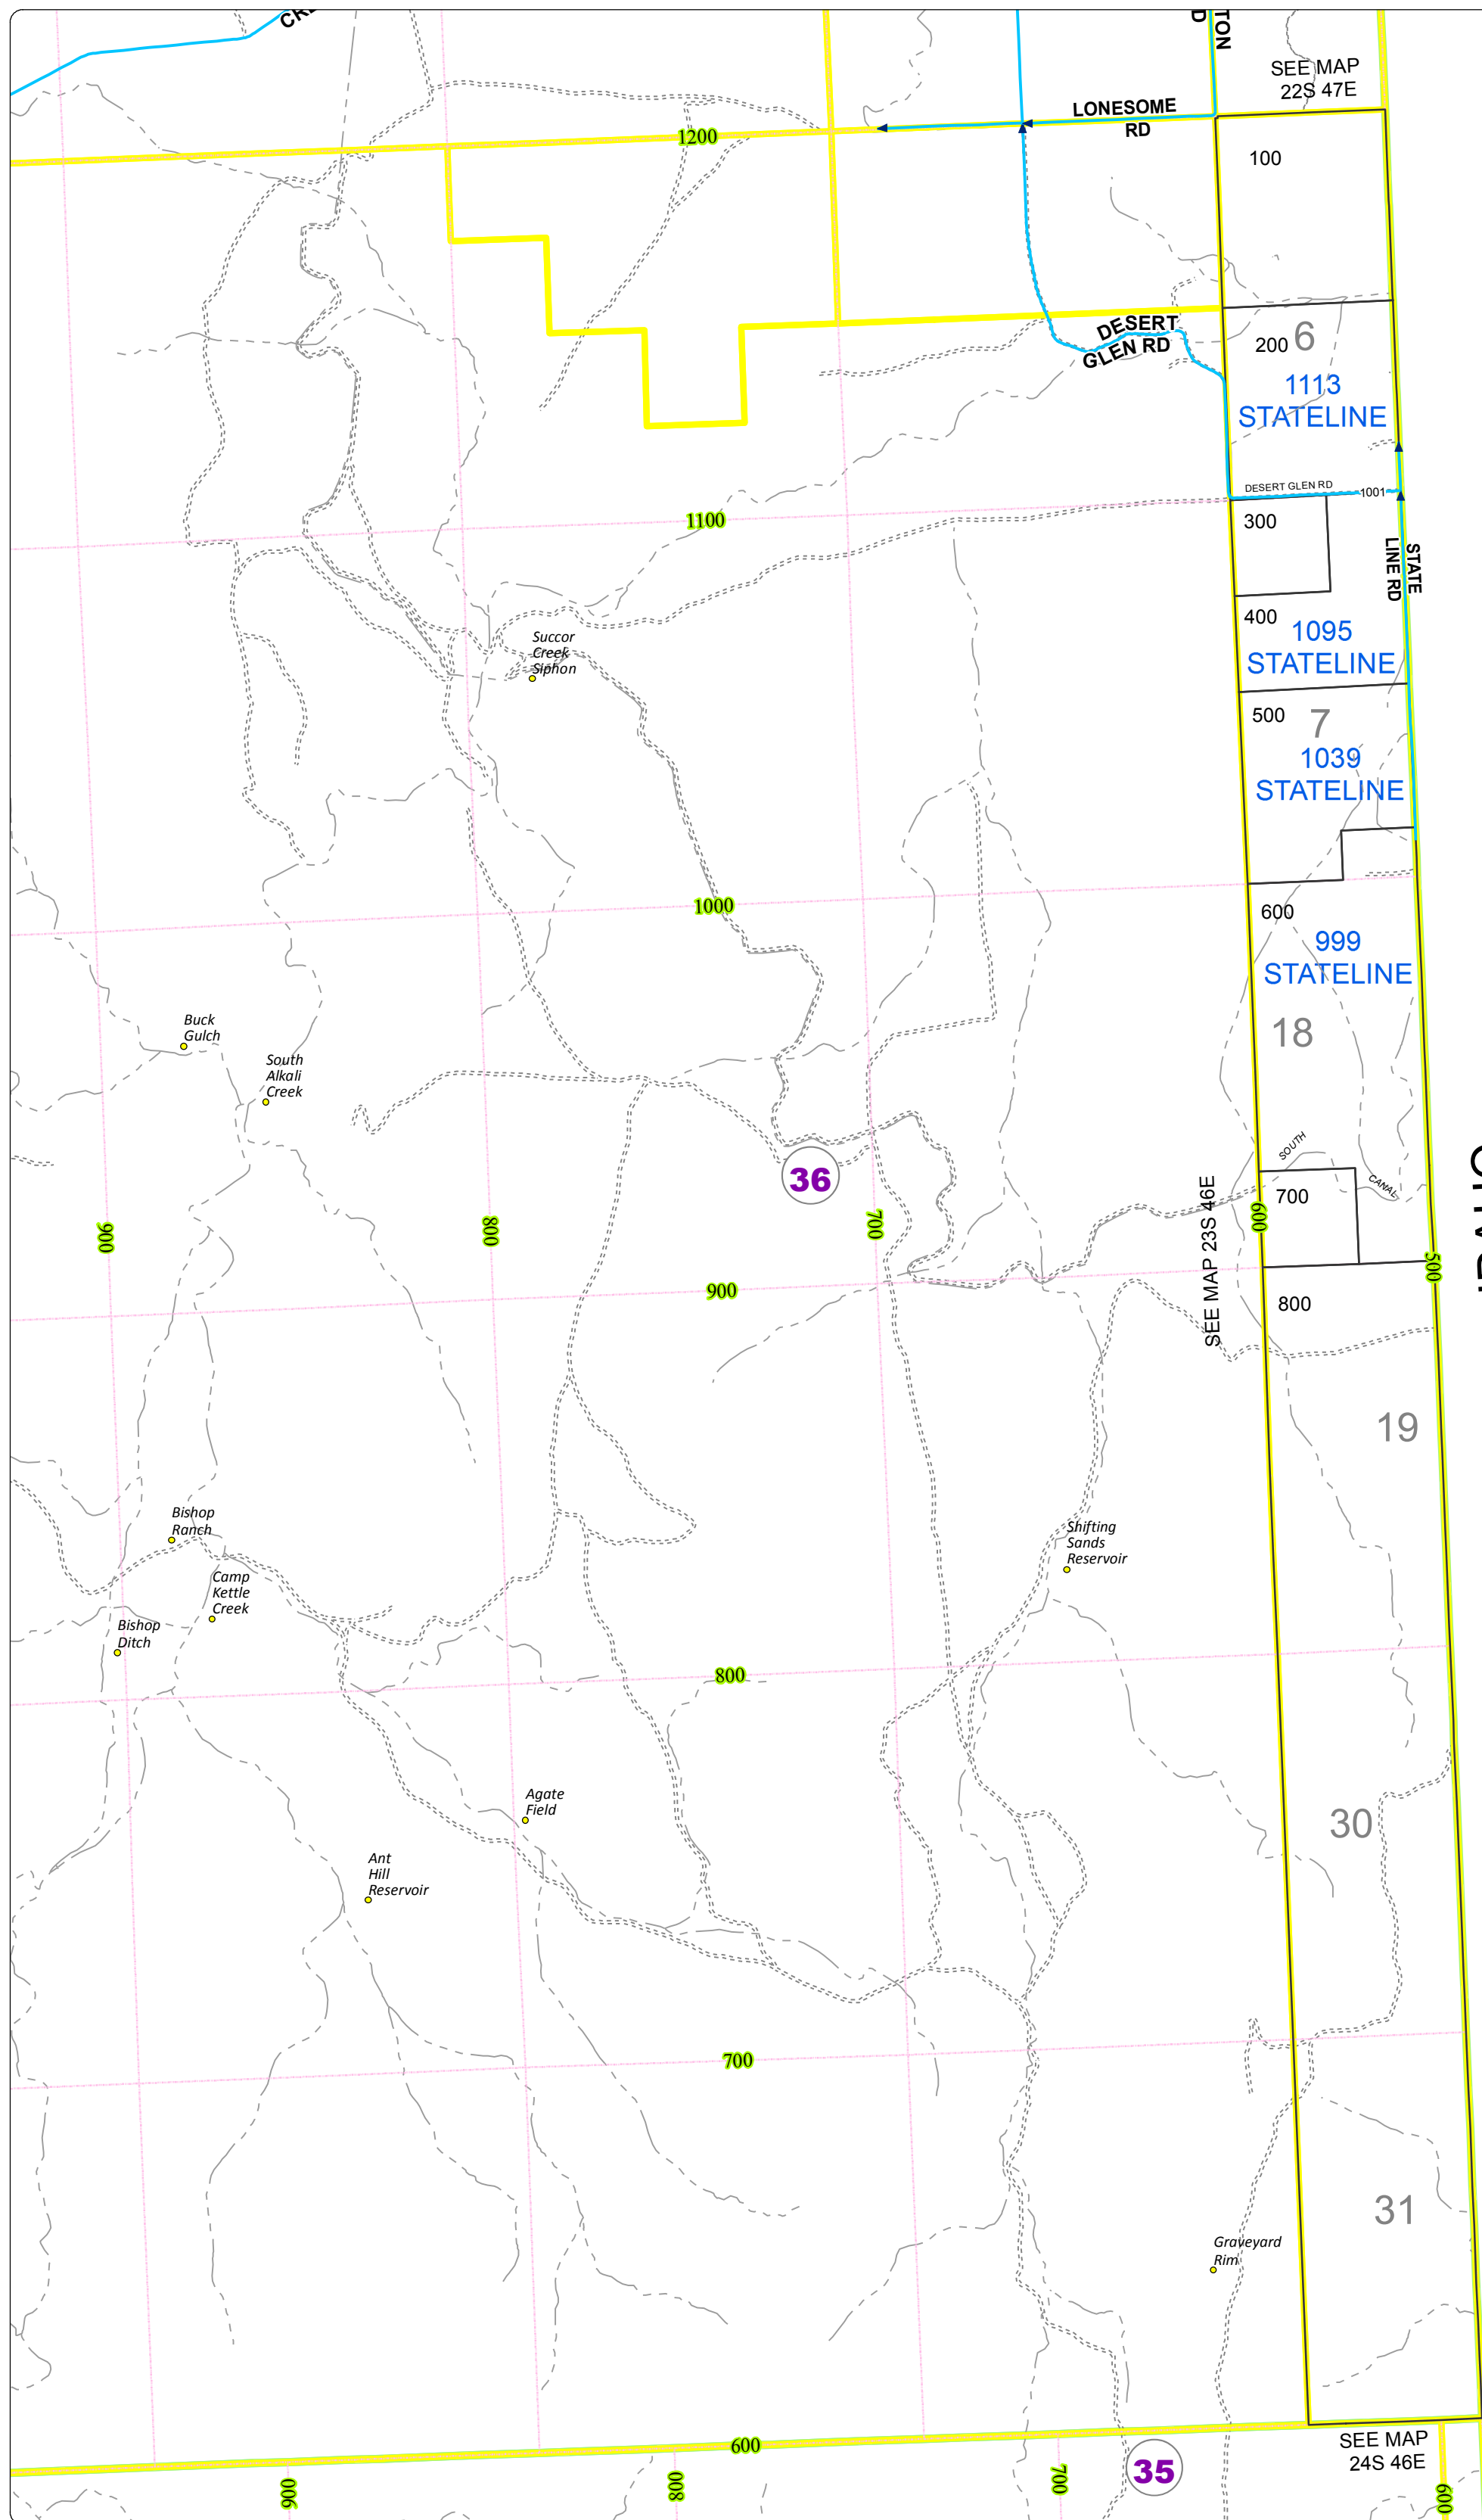 SEE MAP
22S 47E
LONESOME
RD
1200
100
DESERT
GLEN RD
200
6
1113
STATELINE
DESERT GLEN RD
1001
1100
300
STATE
LINE RD
400
1095
STATELINE
Succor
Creek
Siphon
500
7
1039
STATELINE
1000
600
999
STATELINE
Buck
Gulch
18
South
Alkali
Creek
SOUTH
36
CANAL
SEE MAP 23S 46E
700
900
800
700
600
500
900
800
19
Bishop
Ranch
Shifting
Sands
Reservoir
Camp
Kettle
Creek
Bishop
Ditch
800
Agate
Field
30
Ant
Hill
Reservoir
700
31
Graveyard
Rim
SEE MAP
24S 46E
600
35
900
800
700
600